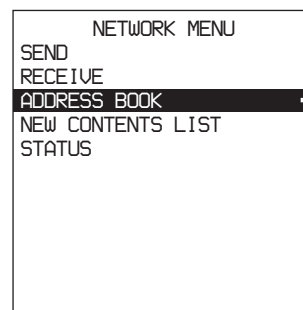 NETWORK MENU
SEND
RECEIVE
ADDRESS BOOK
NEW CONTENTS LIST
STATUS